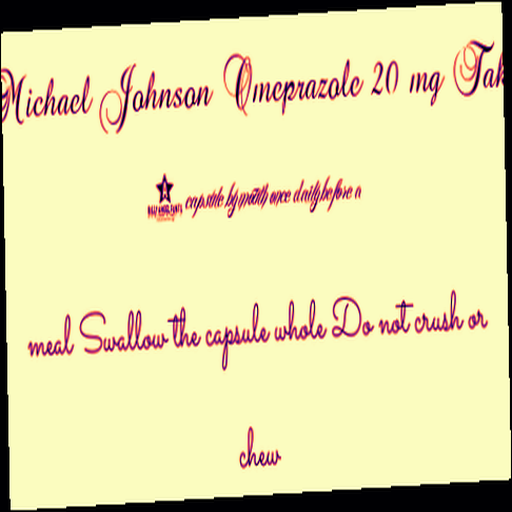 Michael Johnson Omeprazole 20 mg Tak
capsule by mouth once daily before a
meal Swallow the capsule whole Do not crush or
chew